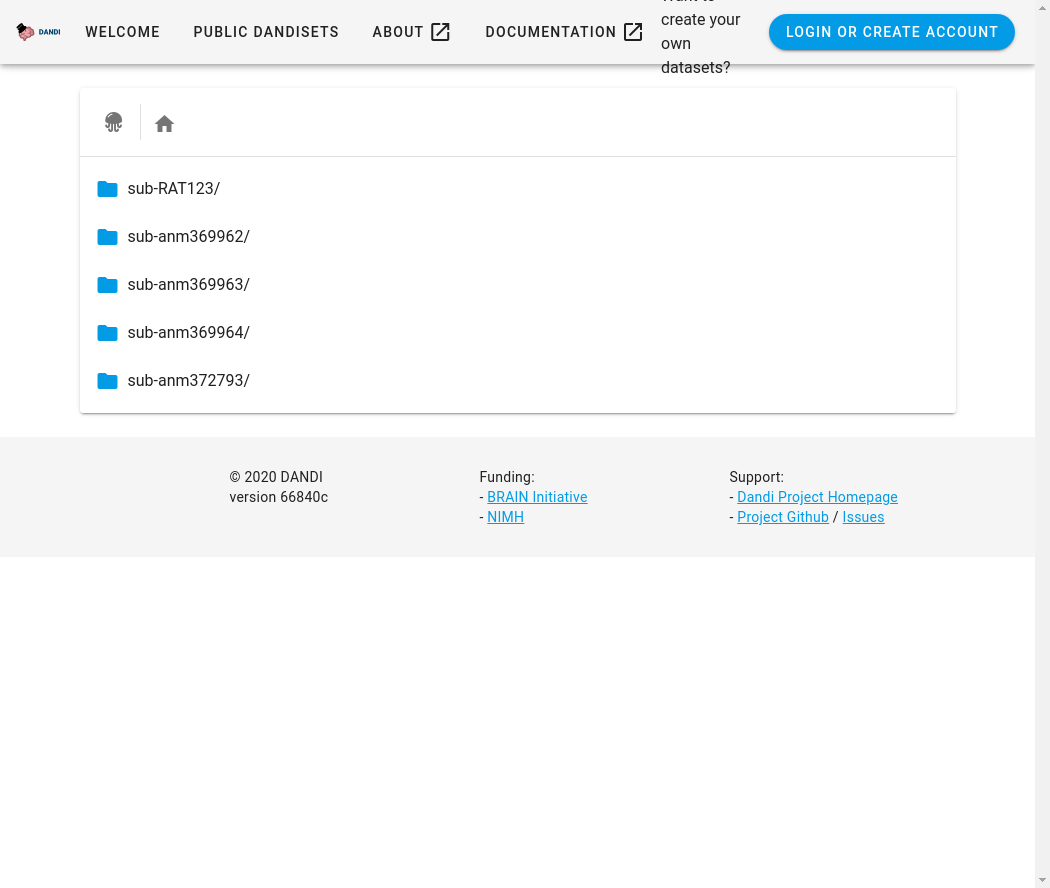 DANDI
WELCOME
PUBLIC DANDISETS
ABOUT
DOCUMENTATION
create your
own
datasets?
LOGIN OR CREATE ACCOUNT
sub-RAT123/
sub-anm369962/
sub-anm369963/
sub-anm369964/
sub-anm372793/
© 2020 DANDI
version 66840c
Funding:
- BRAIN Initiative
- NIMH
Support:
- Dandi Project Homepage
- Project Github / Issues